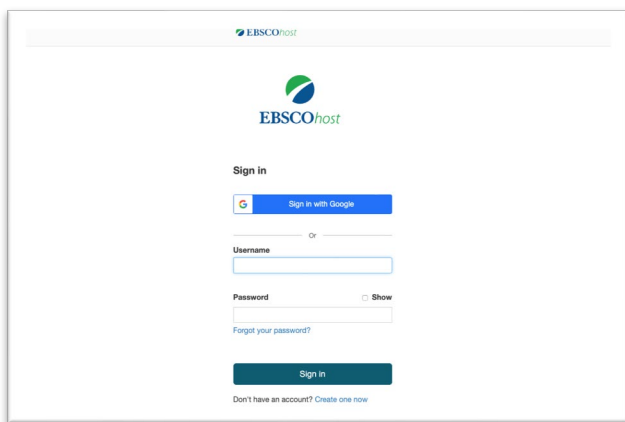 EBSCOhost
EBSCOhost
Sign in
G Sign in with Google
Or
Username
Password Show
Forgot your password?
Sign in
Don't have an account? Create one now